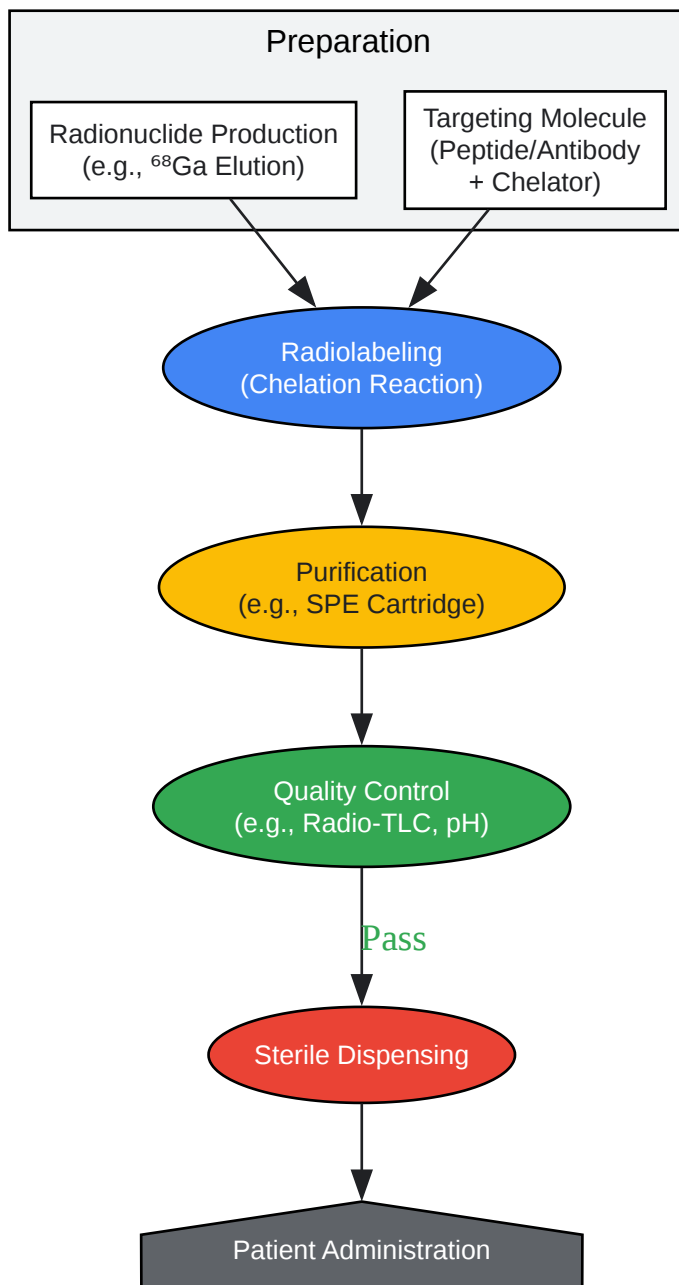 Preparation
Radionuclide Production
(e.g., ⁶⁸Ga Elution)
Targeting Molecule
(Peptide/Antibody
+ Chelator)
Radiolabeling
(Chelation Reaction)
Purification
(e.g., SPE Cartridge)
Quality Control
(e.g., Radio-TLC, pH)
Pass
Sterile Dispensing
Patient Administration